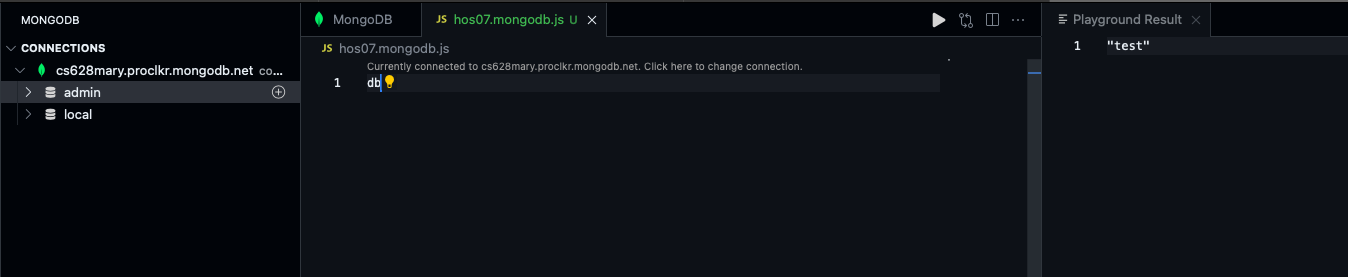 MONGODB
CONNECTIONS
cs628mary.proclkr.mongodb.net co...
admin
local
MongoDB
JS hos07.mongodb.js U
JS hos07.mongodb.js
Currently connected to cs628mary.proclkr.mongodb.net. Click here to change connection.
1 db
Playground Result
1 "test"